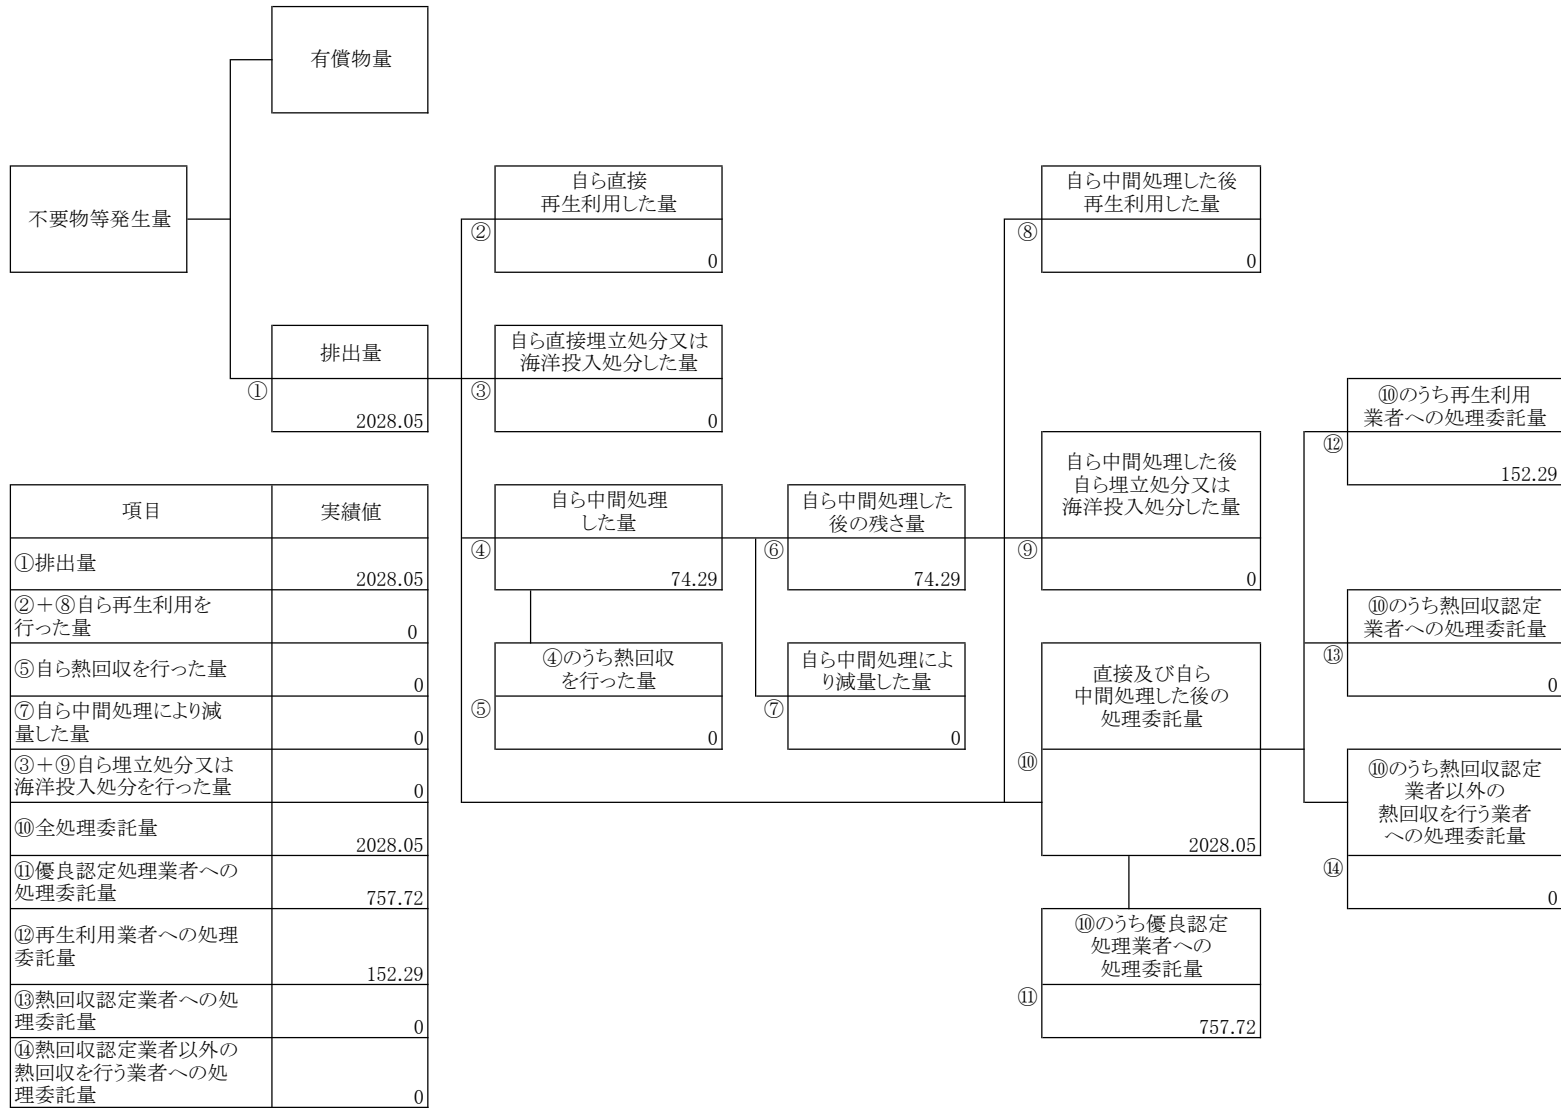 有償物量
不要物等発生量
自ら直接
再生利用した量
②
0
自ら中間処理した後
再生利用した量
⑧
0
排出量
①
2028.05
自ら直接埋立処分又は
海洋投入処分した量
③
0
⑩のうち再生利用
業者への処理委託量
⑫
152.29
自ら中間処理
した量
④
74.29
自ら中間処理した
後の残さ量
⑥
74.29
自ら中間処理した後
自ら埋立処分又は
海洋投入処分した量
⑨
0
⑩のうち熱回収認定
業者への処理委託量
⑬
0
④のうち熱回収
を行った量
⑤
0
自ら中間処理によ
り減量した量
⑦
0
直接及び自ら
中間処理した後の
処理委託量
⑩
2028.05
⑩のうち熱回収認定
業者以外の
熱回収を行う業者
への処理委託量
⑭
0
⑩のうち優良認定
処理業者への
処理委託量
⑪
757.72
項目 実績値
①排出量
2028.05
②+⑧自ら再生利用を
行った量 0
⑤自ら熱回収を行った量
0
⑦自ら中間処理により減
量した量 0
③+⑨自ら埋立処分又は
海洋投入処分を行った量 0
⑩全処理委託量
2028.05
⑪優良認定処理業者への
処理委託量 757.72
⑫再生利用業者への処理
委託量
152.29
⑬熱回収認定業者への処
理委託量 0
⑭熱回収認定業者以外の
熱回収を行う業者への処
理委託量 0